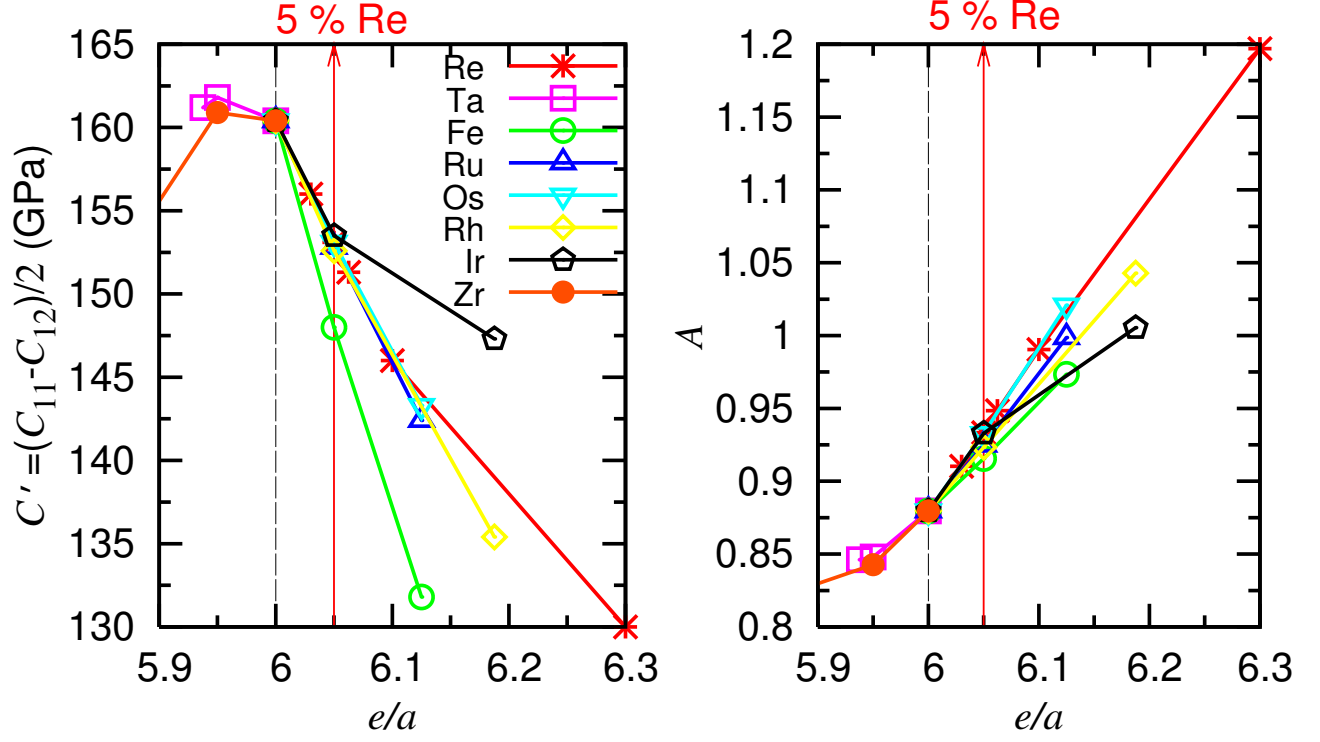 5 % Re
165
160
155
150
145
140
135
130
C′ =(C11-C12)/2 (GPa)
Re
Ta
Fe
Ru
Os
Rh
Ir
Zr
5.9 6 6.1 6.2 6.3
e/a
5 % Re
1.2
1.15
1.1
1.05
1
0.95
0.9
0.85
0.8
A
5.9 6 6.1 6.2 6.3
e/a